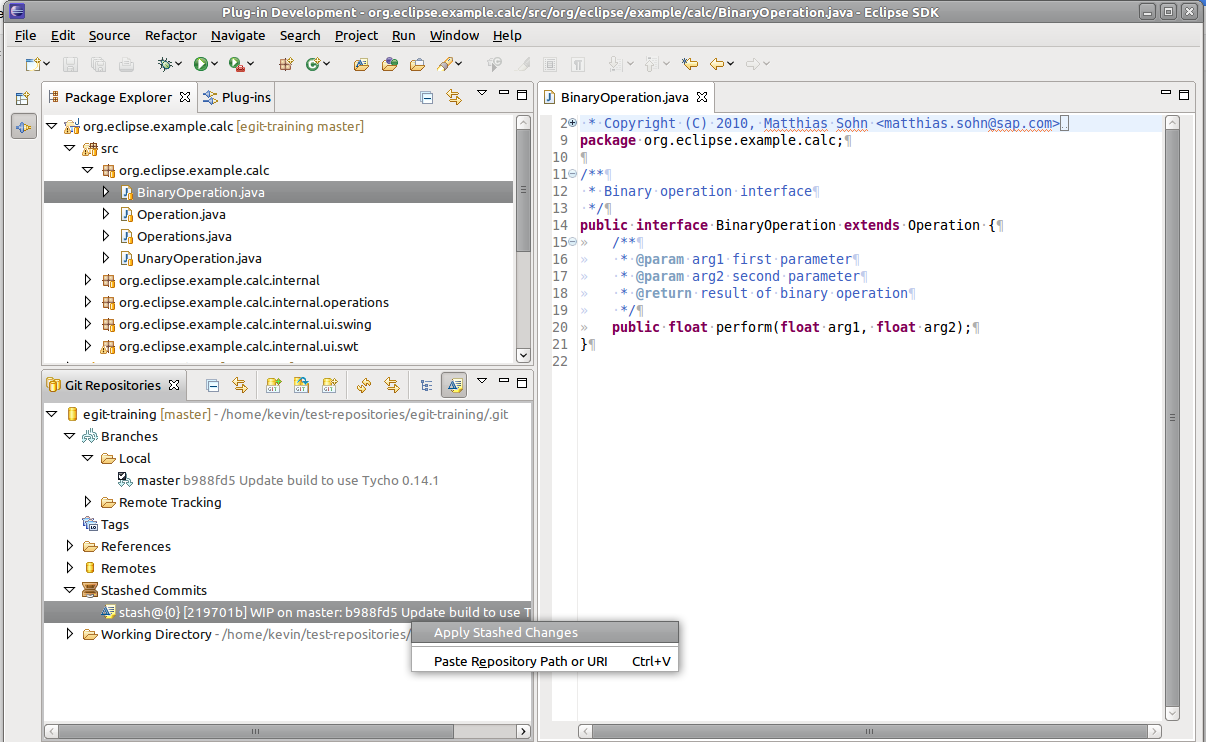 Plug-in Development - org.eclipse.example.calc/src/org/eclipse/example/calc/BinaryOperation.java - Eclipse SDK
File Edit Source Refactor Navigate Search Project Run Window Help
Package Explorer Plug-ins
org.eclipse.example.calc [egit-training master]
src
org.eclipse.example.calc
BinaryOperation.java
Operation.java
Operations.java
UnaryOperation.java
org.eclipse.example.calc.internal
org.eclipse.example.calc.internal.operations
org.eclipse.example.calc.internal.ui.swing
org.eclipse.example.calc.internal.ui.swt
Git Repositories
egit-training [master] - /home/kevin/test-repositories/egit-training/.git
Branches
Local
master b988fd5 Update build to use Tycho 0.14.1
Remote Tracking
Tags
References
Remotes
Stashed Commits
stash@{0} [219701b] WIP on master: b988fd5 Update build to use T
Working Directory - /home/kevin/test-repositories/
Apply Stashed Changes
Paste Repository Path or URI Ctrl+V
BinaryOperation.java
2 * Copyright (C) 2010, Matthias Sohn <matthias.sohn@sap.com>
9 package org.eclipse.example.calc;¶
10 ¶
11 /**¶
12 * Binary operation interface¶
13 */¶
14 public interface BinaryOperation extends Operation {¶
15 » /**¶
16 » * @param arg1 first parameter¶
17 » * @param arg2 second parameter¶
18 » * @return result of binary operation¶
19 » */¶
20 » public float perform(float arg1, float arg2);¶
21 }¶
22